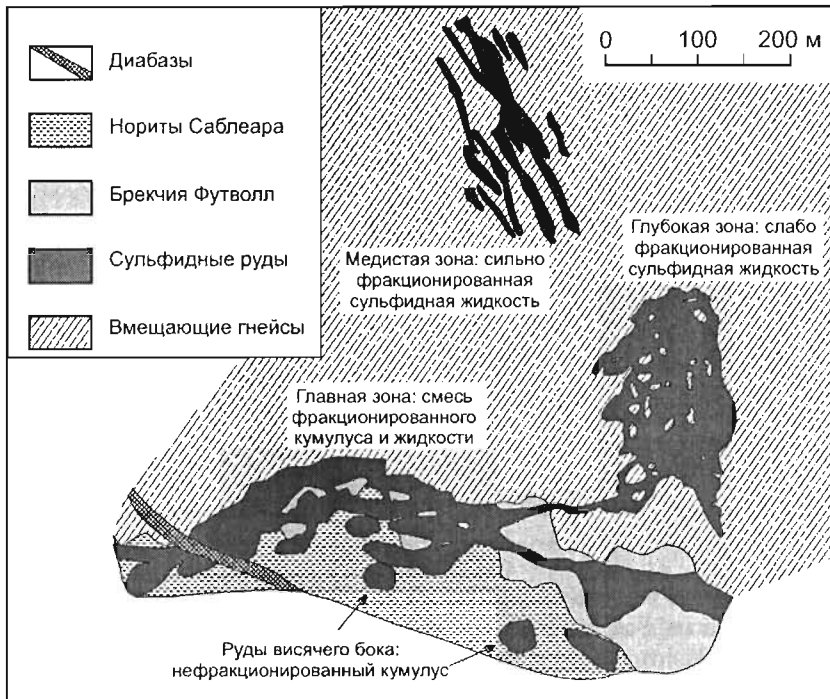 Диабазы
Нориты Саблеара
Брекчия Футволл
Сульфидные руды
Вмещающие гнейсы
0 100 200 м
Медистая зона: сильно
фракционированная
сульфидная жидкость
Глубокая зона: слабо
фракционированная
сульфидная жидкость
Главная зона: смесь
фракционированного
кумулуса и жидкости
Руды висячего бока:
нефракционированный кумулус